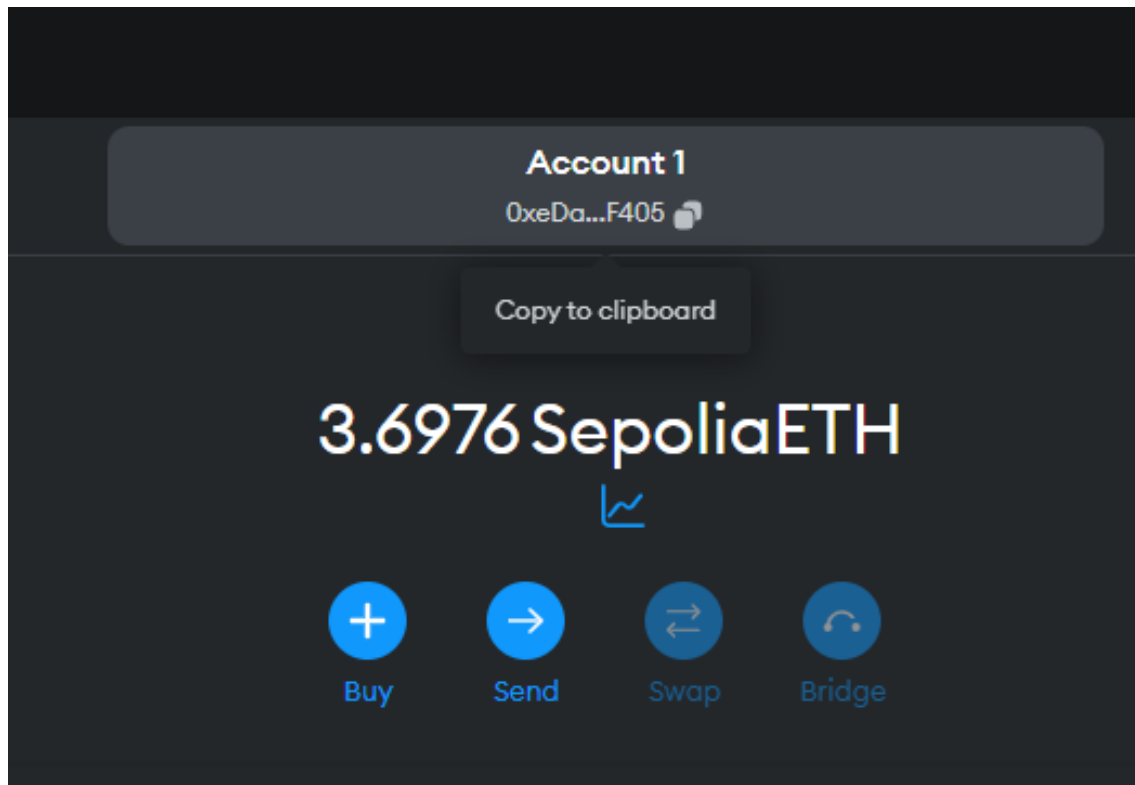 Account 1
0xeDa...F405
Copy to clipboard
3.6976 SepoliaETH
Buy Send Swap Bridge